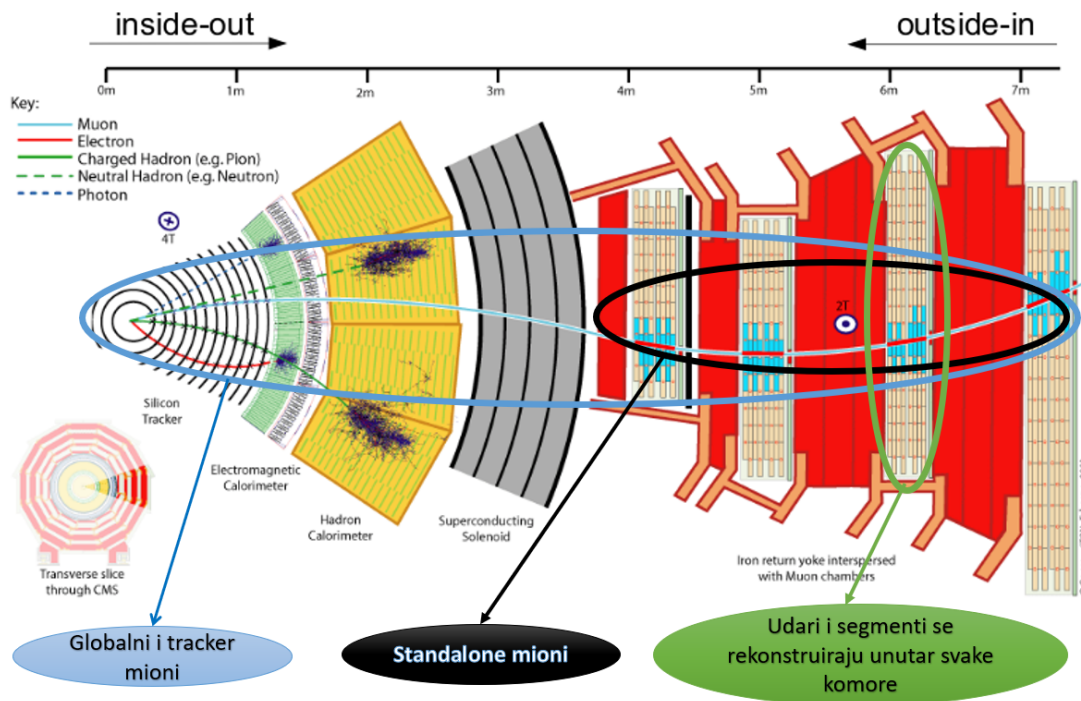 inside-out
outside-in
0m 1m 2m 3m 4m 5m 6m 7m
Key:
Muon
Electron
Charged Hadron (e.g. Pion)
Neutral Hadron (e.g. Neutron)
Photon
4T
2T
Silicon
Tracker
Electromagnetic
Calorimeter
Hadron
Calorimeter
Superconducting
Solenoid
Iron return yoke interspersed
with Muon chambers
Transverse slice
through CMS
Globalni i tracker
mioni
Standalone mioni
Udari i segmenti se
rekonstruiraju unutar svake
komore